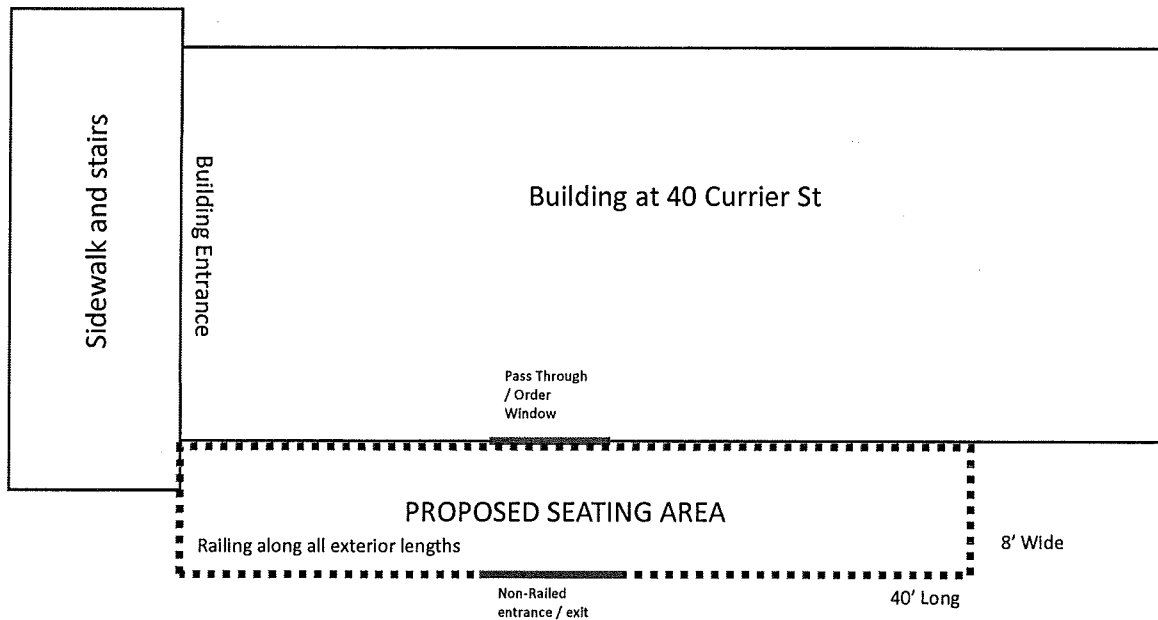 Sidewalk and stairs
Building Entrance
Building at 40 Currier St
Pass Through
/ Order
Window
PROPOSED SEATING AREA
Railing along all exterior lengths
8' Wide
40' Long
Non-Railed
entrance / exit